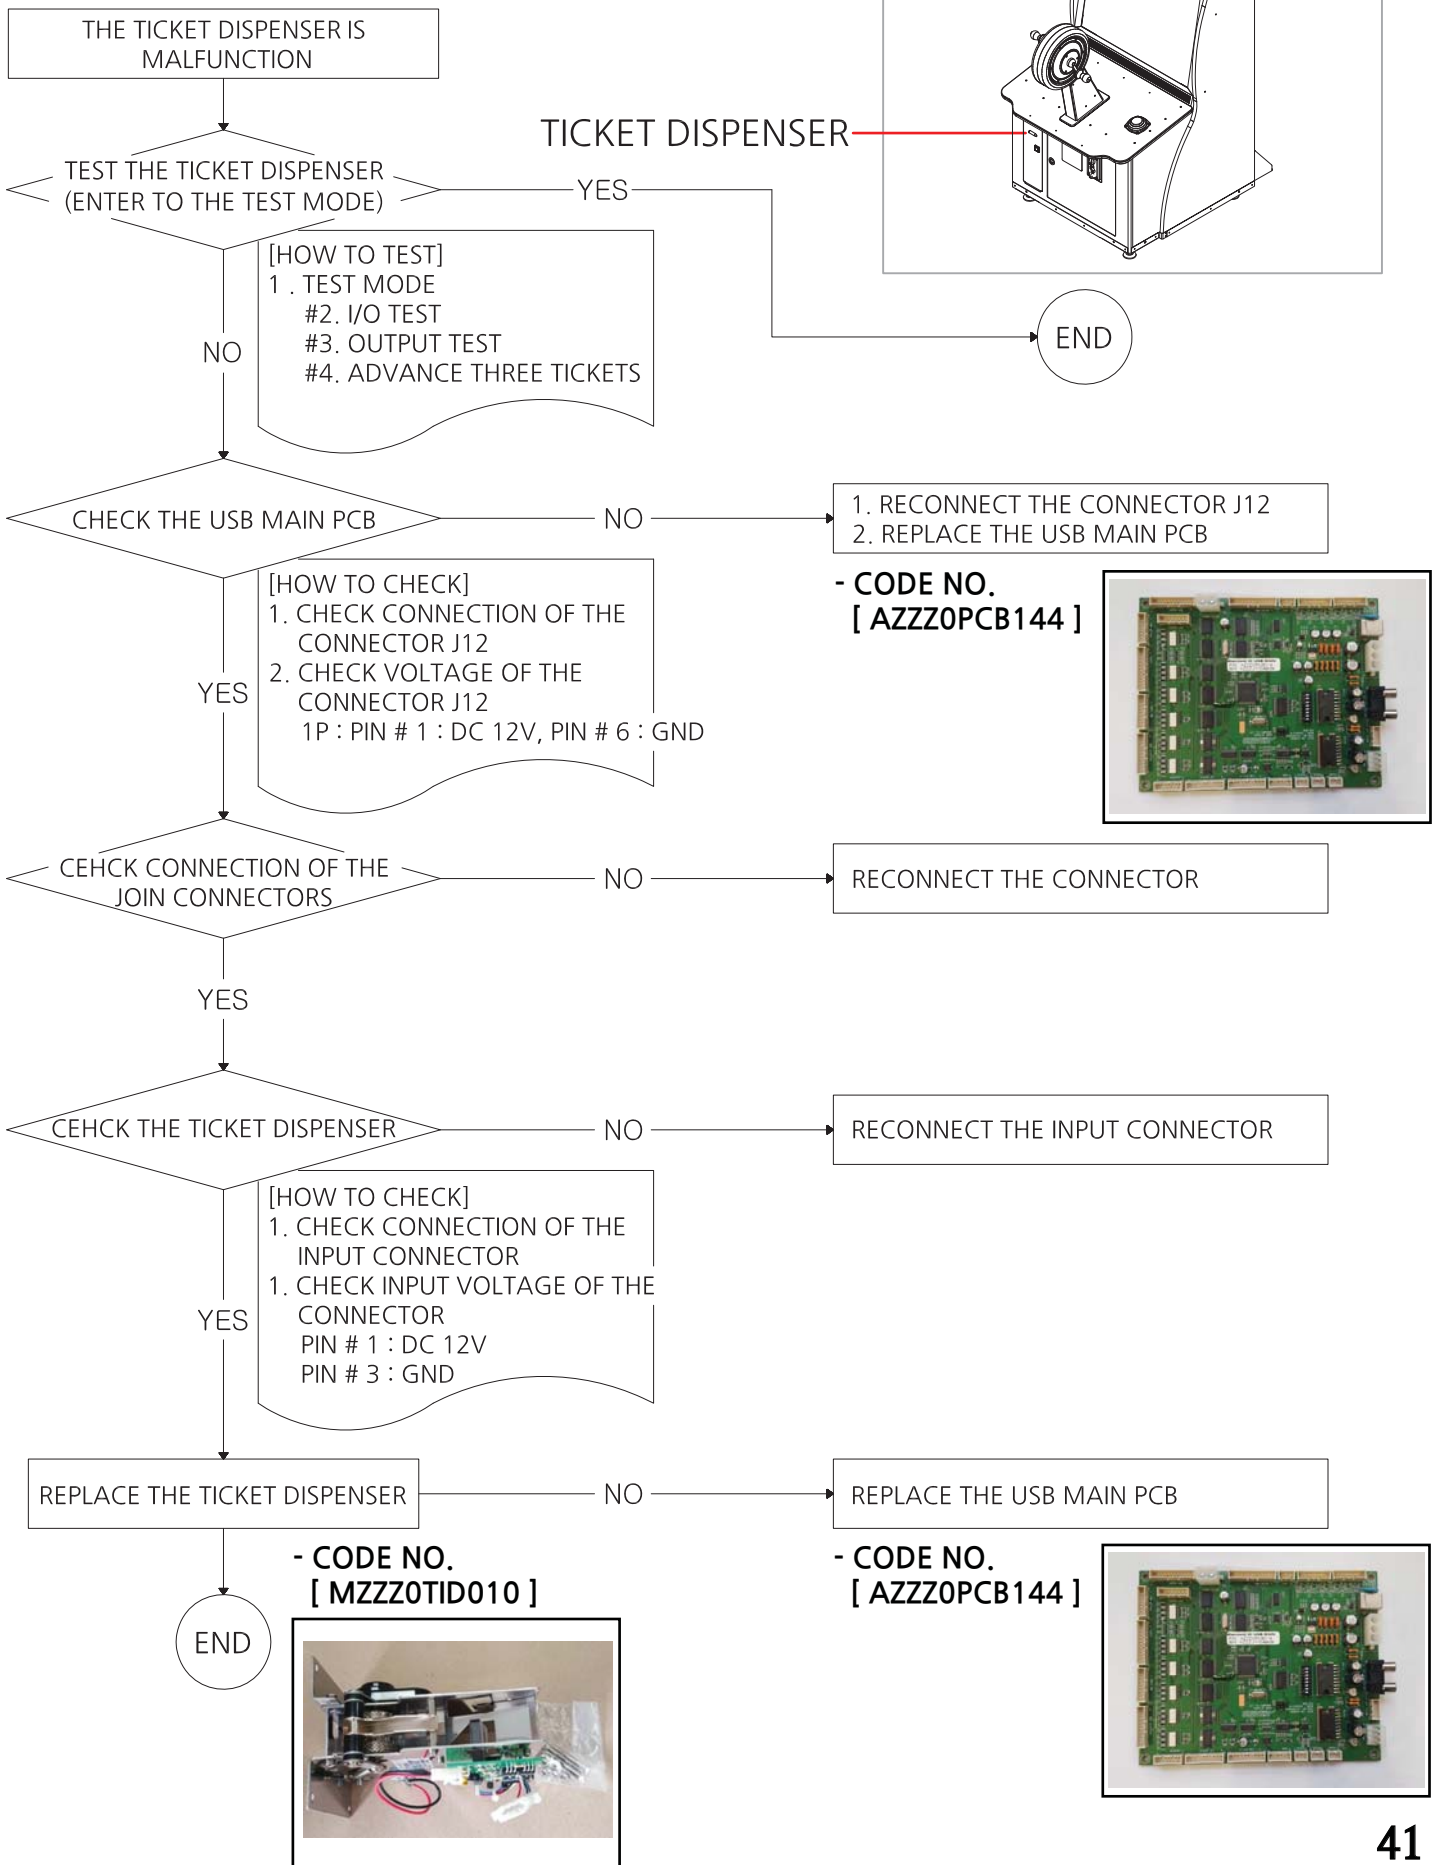 THE TICKET DISPENSER IS
MALFUNCTION
TICKET DISPENSER
TEST THE TICKET DISPENSER
(ENTER TO THE TEST MODE)
YES
[HOW TO TEST]
1 . TEST MODE
#2. I/O TEST
#3. OUTPUT TEST
#4. ADVANCE THREE TICKETS
END
NO
CHECK THE USB MAIN PCB
NO
1. RECONNECT THE CONNECTOR J12
2. REPLACE THE USB MAIN PCB
- CODE NO.
[ AZZZ0PCB144 ]
[HOW TO CHECK]
1. CHECK CONNECTION OF THE
CONNECTOR J12
2. CHECK VOLTAGE OF THE
CONNECTOR J12
1P : PIN # 1 : DC 12V, PIN # 6 : GND
YES
CEHCK CONNECTION OF THE
JOIN CONNECTORS
NO
RECONNECT THE CONNECTOR
YES
CEHCK THE TICKET DISPENSER
NO
RECONNECT THE INPUT CONNECTOR
[HOW TO CHECK]
1. CHECK CONNECTION OF THE
INPUT CONNECTOR
1. CHECK INPUT VOLTAGE OF THE
CONNECTOR
PIN # 1 : DC 12V
PIN # 3 : GND
YES
REPLACE THE TICKET DISPENSER
NO
REPLACE THE USB MAIN PCB
- CODE NO.
[ MZZZ0TID010 ]
- CODE NO.
[ AZZZ0PCB144 ]
END
41